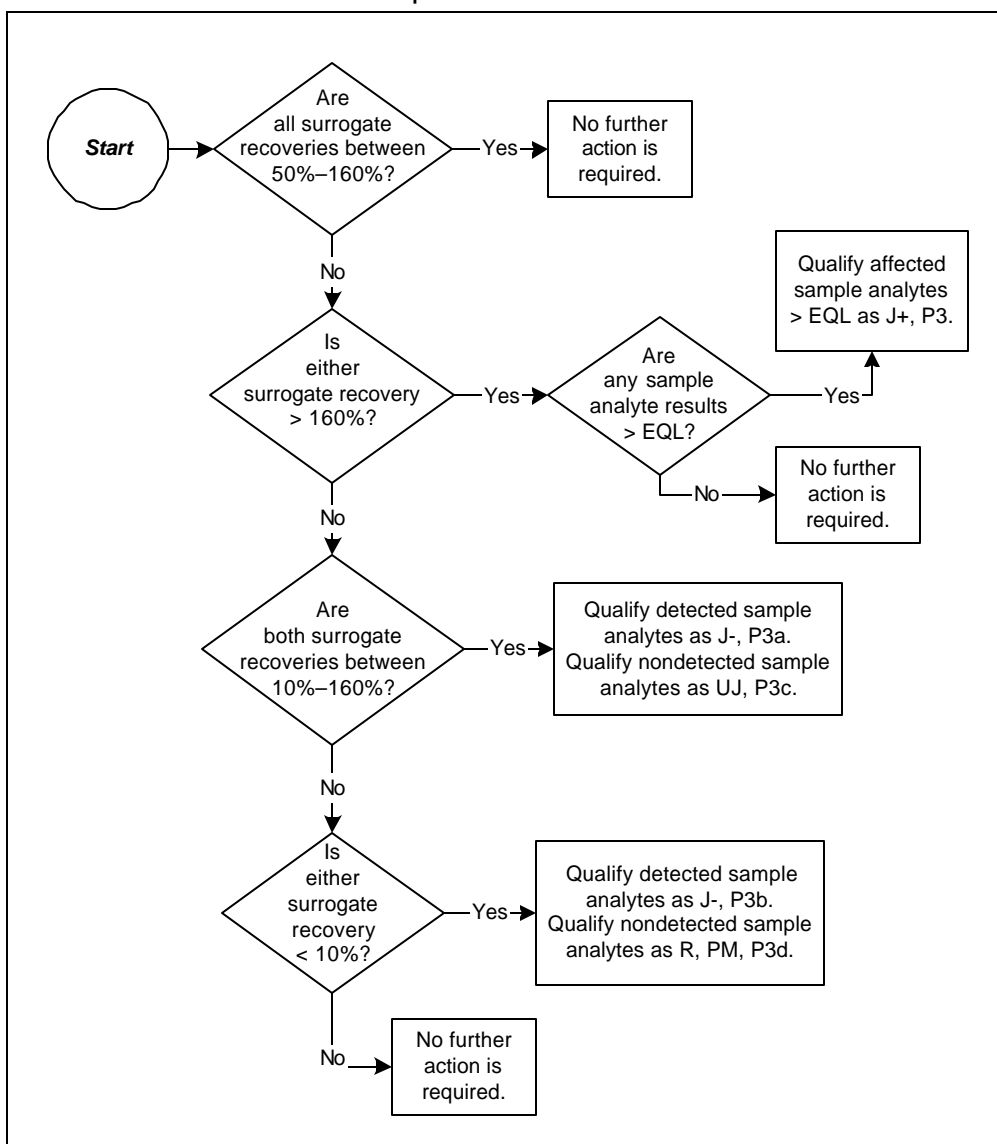 Start
Are
all surrogate
recoveries between
50%–160%?
Yes
No further
action is
required.
No
Is
either
surrogate recovery
> 160%?
Yes
Are
any sample
analyte results
> EQL?
Yes
Qualify affected
sample analytes
> EQL as J+, P3.
No
No further
action is
required.
No
Are
both surrogate
recoveries between
10%–160%?
Yes
Qualify detected sample
analytes as J-, P3a.
Qualify nondetected sample
analytes as UJ, P3c.
No
Is
either
surrogate
recovery
< 10%?
Yes
Qualify detected sample
analytes as J-, P3b.
Qualify nondetected sample
analytes as R, PM, P3d.
No
No further
action is
required.